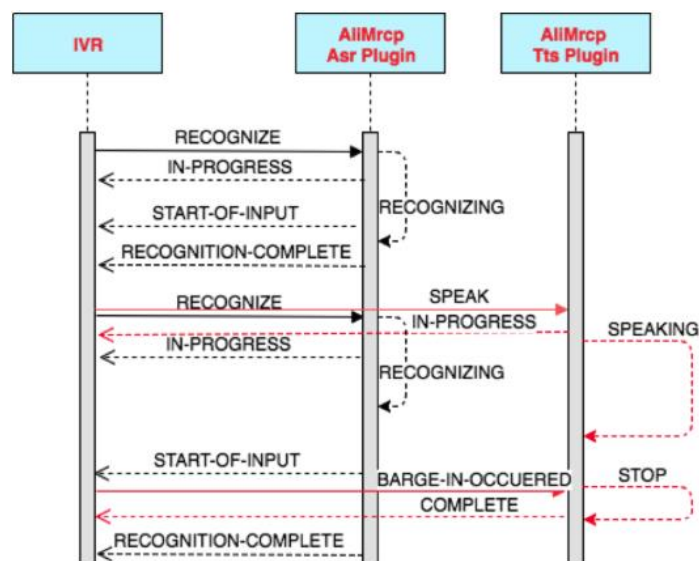 IVR
AliMrcp
Asr Plugin
AliMrcp
Tts Plugin
RECOGNIZE
IN-PROGRESS
RECOGNIZING
START-OF-INPUT
RECOGNITION-COMPLETE
SPEAK
RECOGNIZE
IN-PROGRESS
SPEAKING
IN-PROGRESS
RECOGNIZING
START-OF-INPUT
BARGE-IN-OCCUERED
STOP
COMPLETE
RECOGNITION-COMPLETE